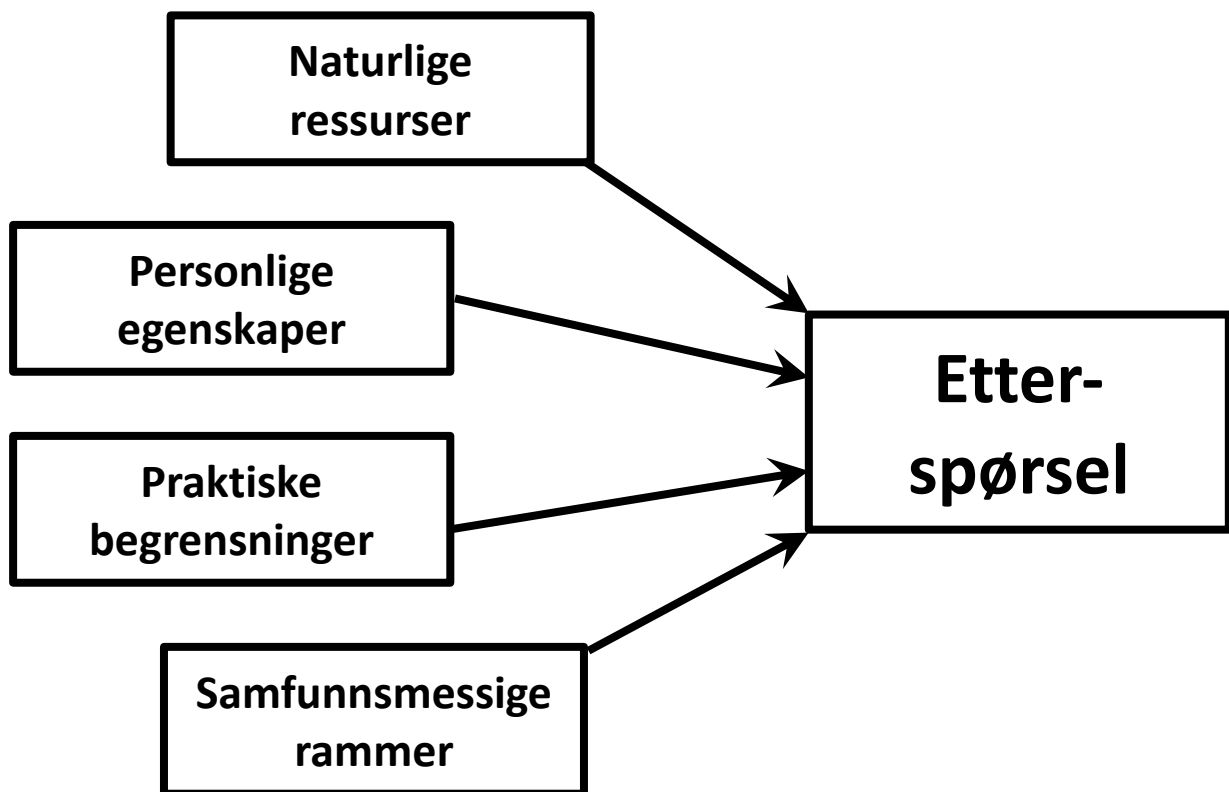 Naturlige
ressurser
Personlige
egenskaper
Praktiske
begrensninger
Samfunnsmessige
rammer
Etter-
spørsel